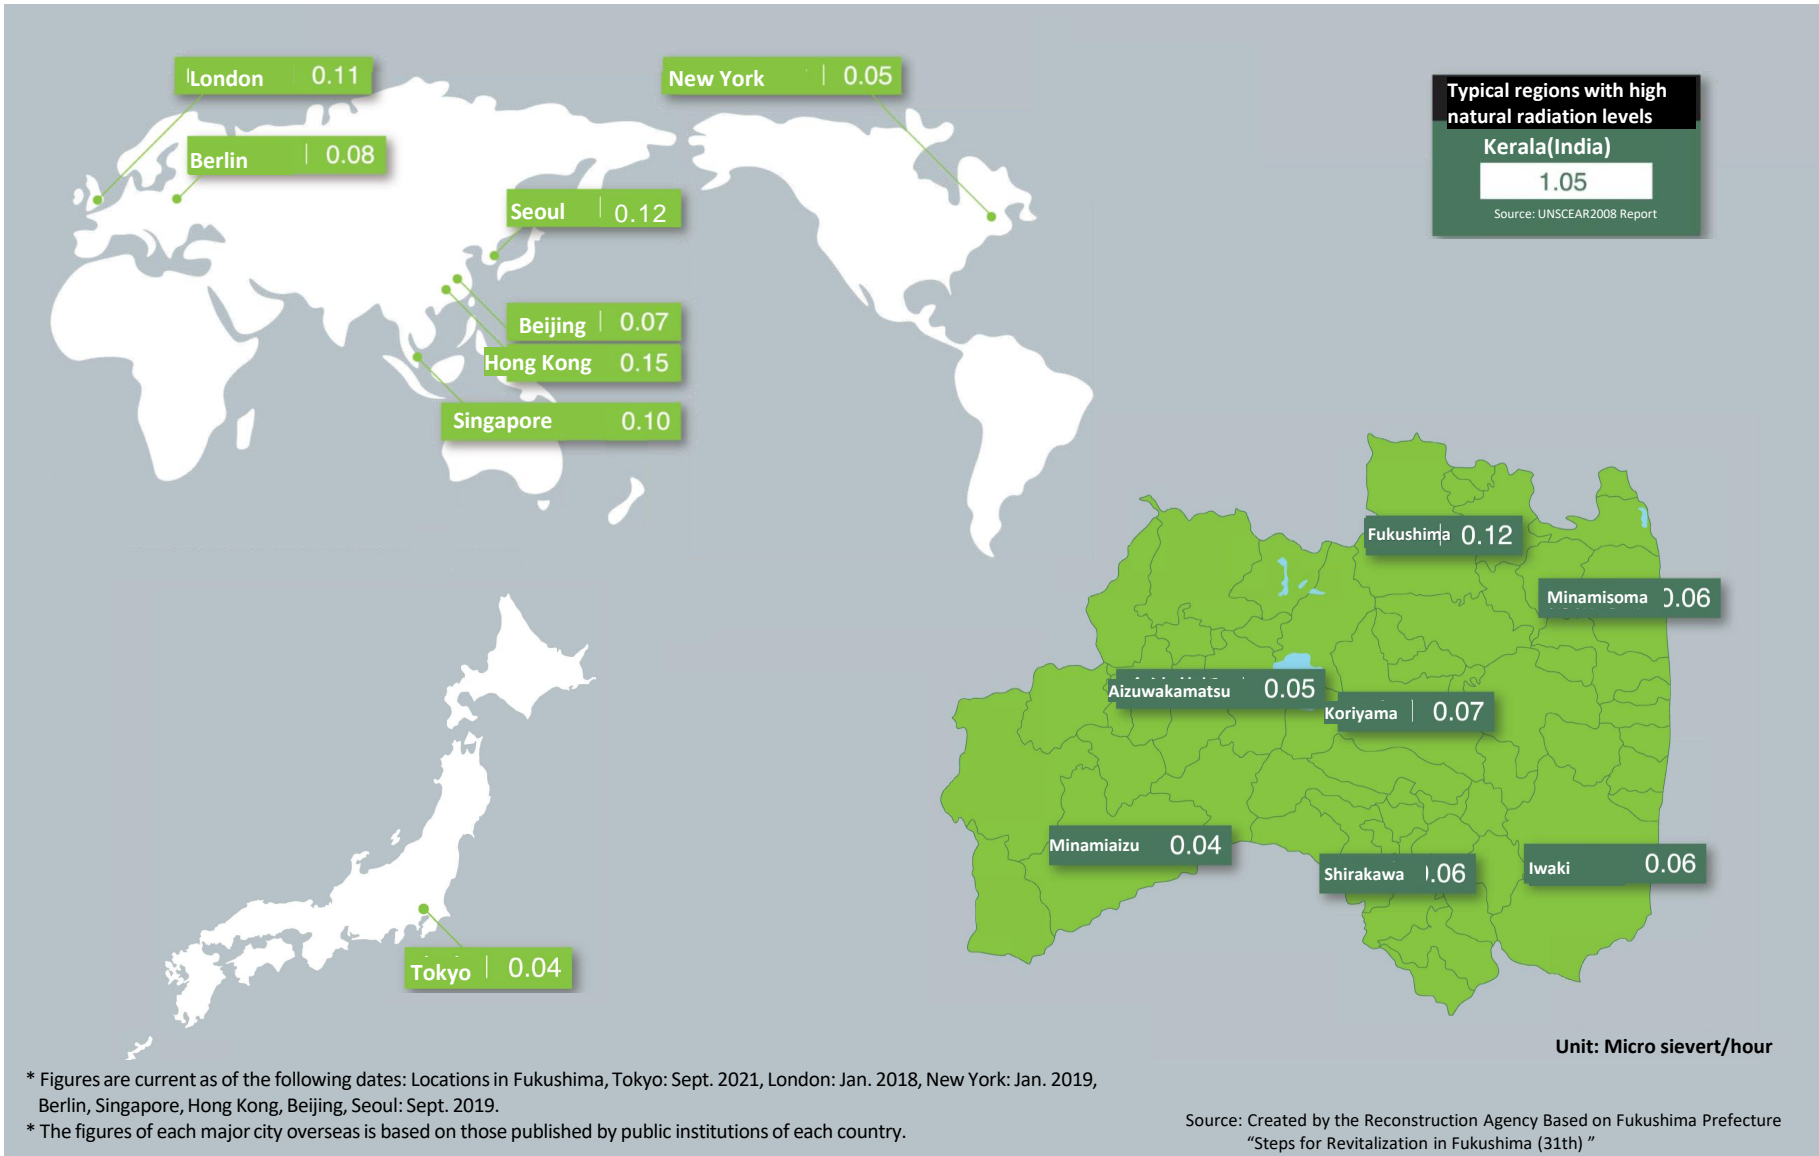 London 0.11
New York 0.05
Typical regions with high
natural radiation levels
Kerala(India)
1.05
Source: UNSCEAR2008 Report
Berlin 0.08
Seoul 0.12
Beijing 0.07
Hong Kong 0.15
Singapore 0.10
Fukushima 0.12
Minamisoma 0.06
Aizuwakamatsu 0.05
Koriyama 0.07
Minamiaizu 0.04
Shirakawa .06
Iwaki 0.06
Tokyo 0.04
Unit: Micro sievert/hour
* Figures are current as of the following dates: Locations in Fukushima, Tokyo: Sept. 2021, London: Jan. 2018, New York: Jan. 2019,
Berlin, Singapore, Hong Kong, Beijing, Seoul: Sept. 2019.
* The figures of each major city overseas is based on those published by public institutions of each country.
Source: Created by the Reconstruction Agency Based on Fukushima Prefecture
“Steps for Revitalization in Fukushima (31th) ”